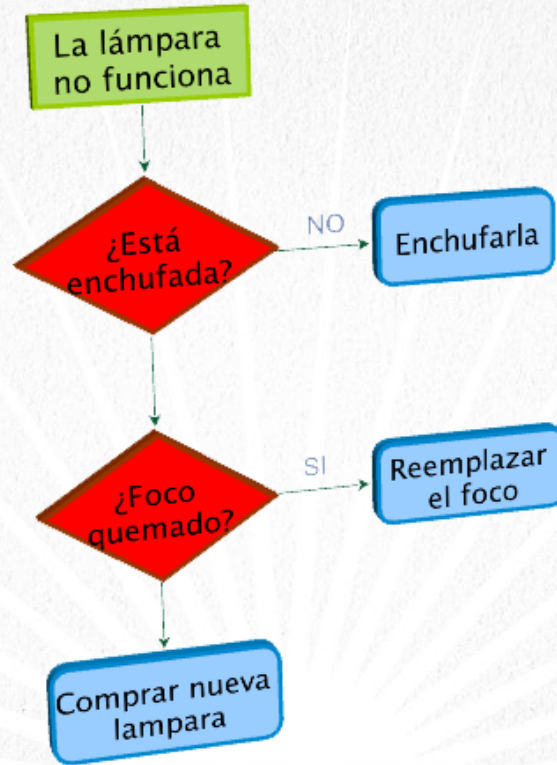 La lámpara
no funciona
¿Está
enchufada?
NO
Enchufarla
¿Foco
quemado?
SI
Reemplazar
el foco
Comprar nueva
lampara